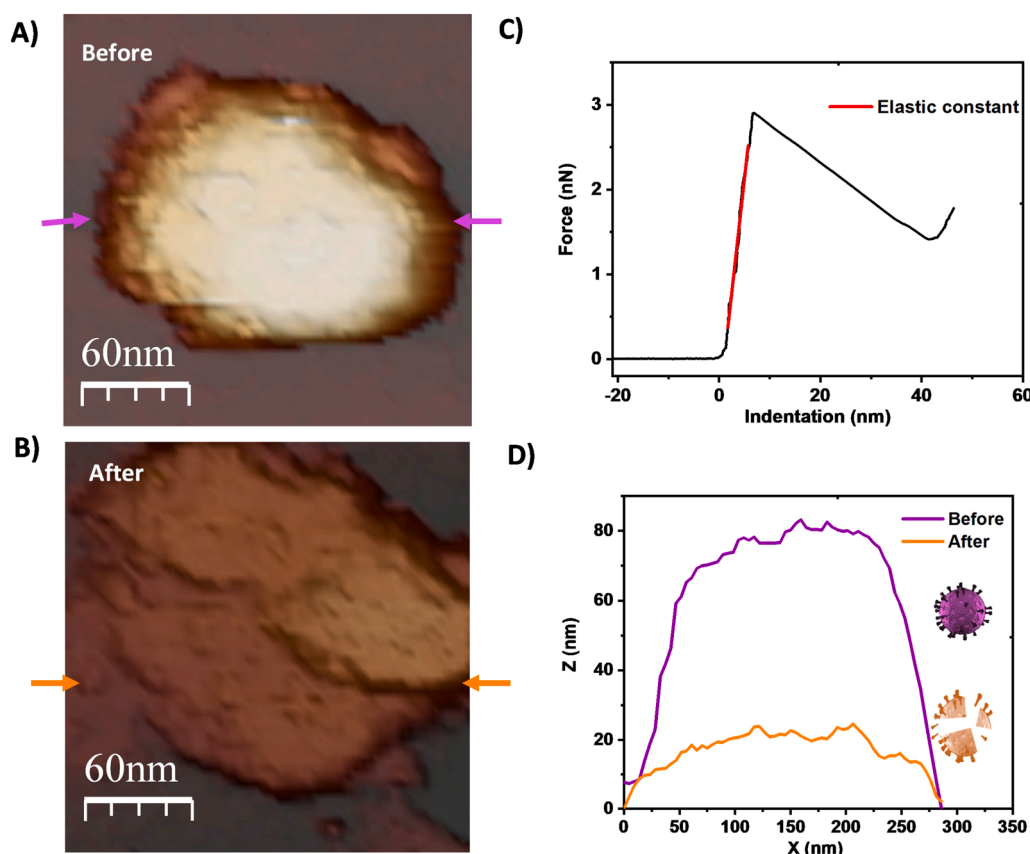 A)
Before
60nm
B)
After
60nm
C)
Elastic constant
Force (nN)
3
2
1
0
-20
0
20
40
60
Indentation (nm)
D)
Before
After
Z (nm)
80
60
40
20
0
0
50
100
150
200
250
300
350
X (nm)